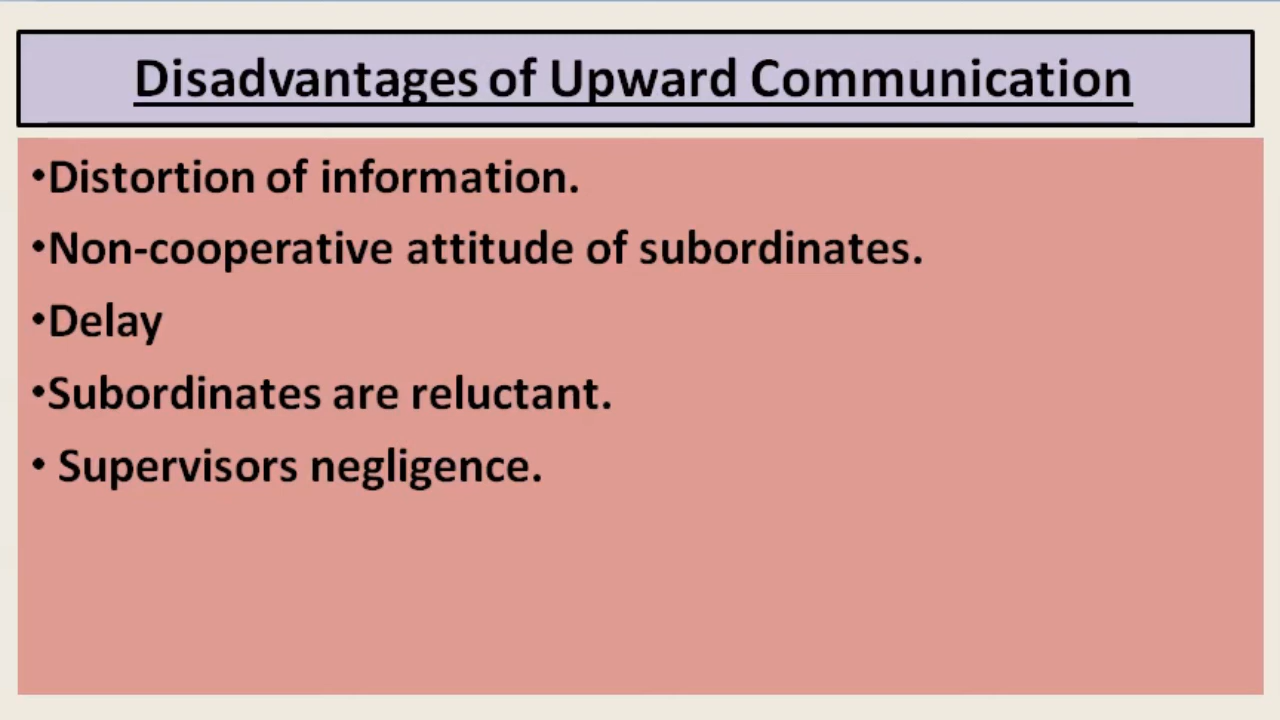 Disadvantages of Upward Communication
•Distortion of information.
•Non-cooperative attitude of subordinates.
•Delay
•Subordinates are reluctant.
• Supervisors negligence.